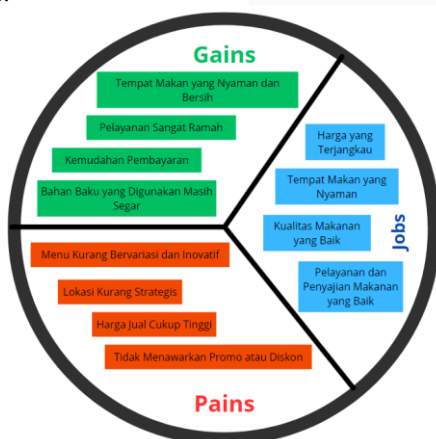 Gains
Tempat Makan yang Nyaman dan
Bersih
Pelayanan Sangat Ramah
Kemudahan Pembayaran
Bahan Baku yang Digunakan Masih
Segar
Harga yang
Terjangkau
Tempat Makan yang
Nyaman
Kualitas Makanan
yang Baik
Pelayanan dan
Penyajian Makanan
yang Baik
Jobs
Menu Kurang Bervariasi dan Inovatif
Lokasi Kurang Strategis
Harga Jual Cukup Tinggi
Tidak Menawarkan Promo atau Diskon
Pains